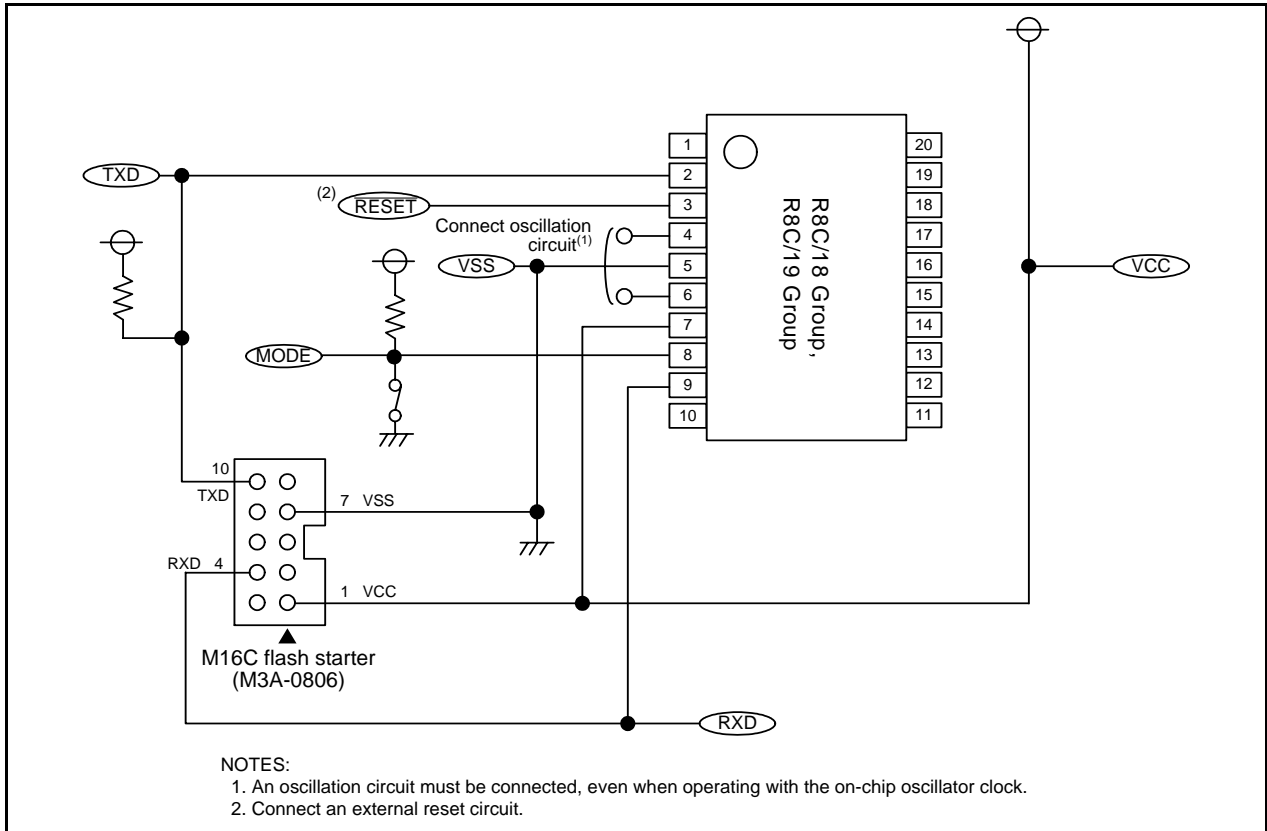 TXD
(2) RESET
Connect oscillation
circuit(1)
VSS
MODE
VCC
1 20
2 19
3 18
4 17
5 16
6 15
7 14
8 13
9 12
10 11
R8C/18 Group,
R8C/19 Group
10
TXD
7 VSS
RXD 4
1 VCC
M16C flash starter
(M3A-0806)
RXD
NOTES:
1. An oscillation circuit must be connected, even when operating with the on-chip oscillator clock.
2. Connect an external reset circuit.